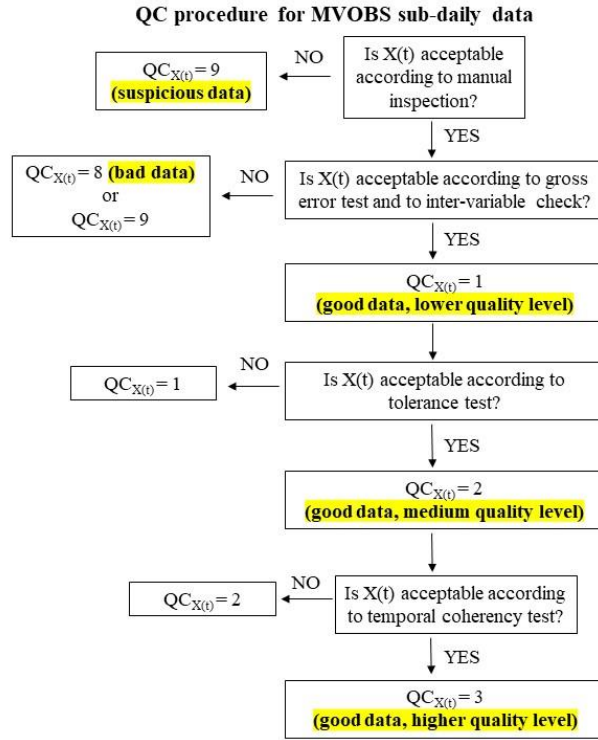 QC procedure for MVOBS sub-daily data
Is X(t) acceptable
according to manual
inspection?
NO
QCX(t) = 9
(suspicious data)
YES
Is X(t) acceptable according to gross
error test and to inter-variable check?
NO
QCX(t) = 8 (bad data)
or
QCX(t) = 9
YES
QCX(t) = 1
(good data, lower quality level)
Is X(t) acceptable according to
tolerance test?
NO
QCX(t) = 1
YES
QCX(t) = 2
(good data, medium quality level)
Is X(t) acceptable according
to temporal coherency test?
NO
QCX(t) = 2
YES
QCX(t) = 3
(good data, higher quality level)